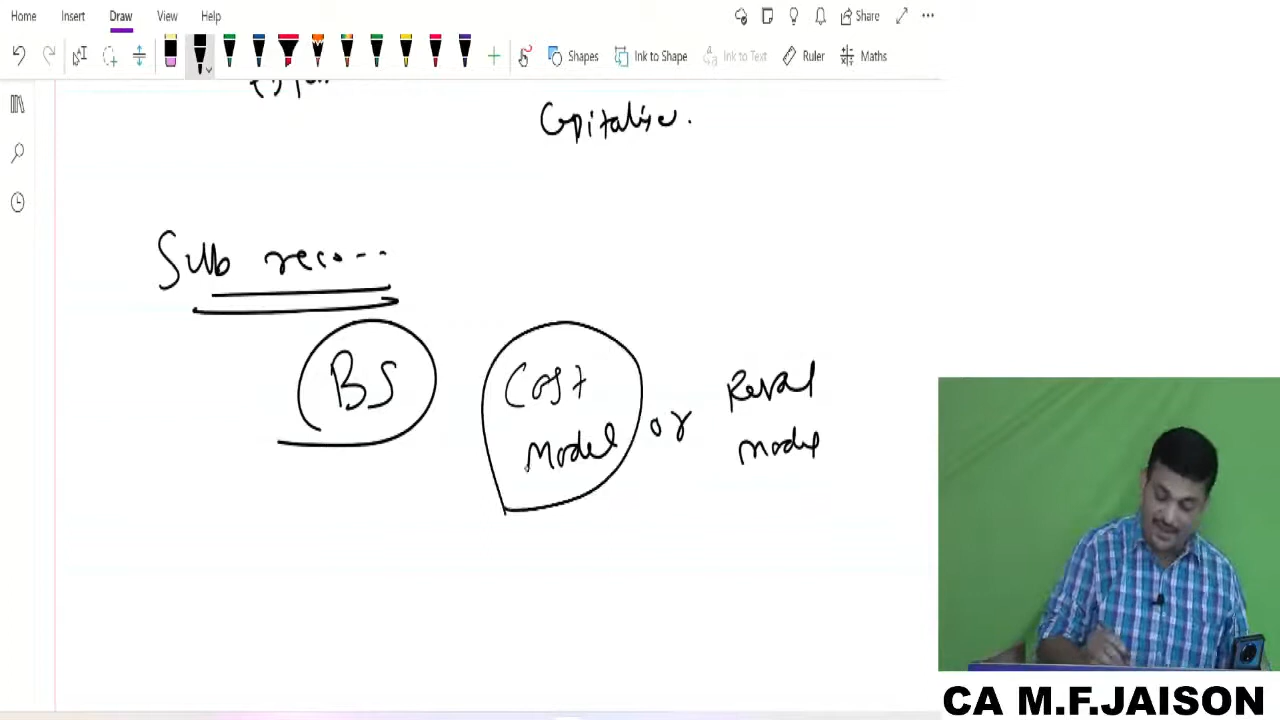 Home Insert Draw View Help
Share
Shapes Ink to Shape Ink to Text Ruler Maths
Capitalise.
Sub reco...
BS Cost or Reval
Model Model
CA M.F.JAISON